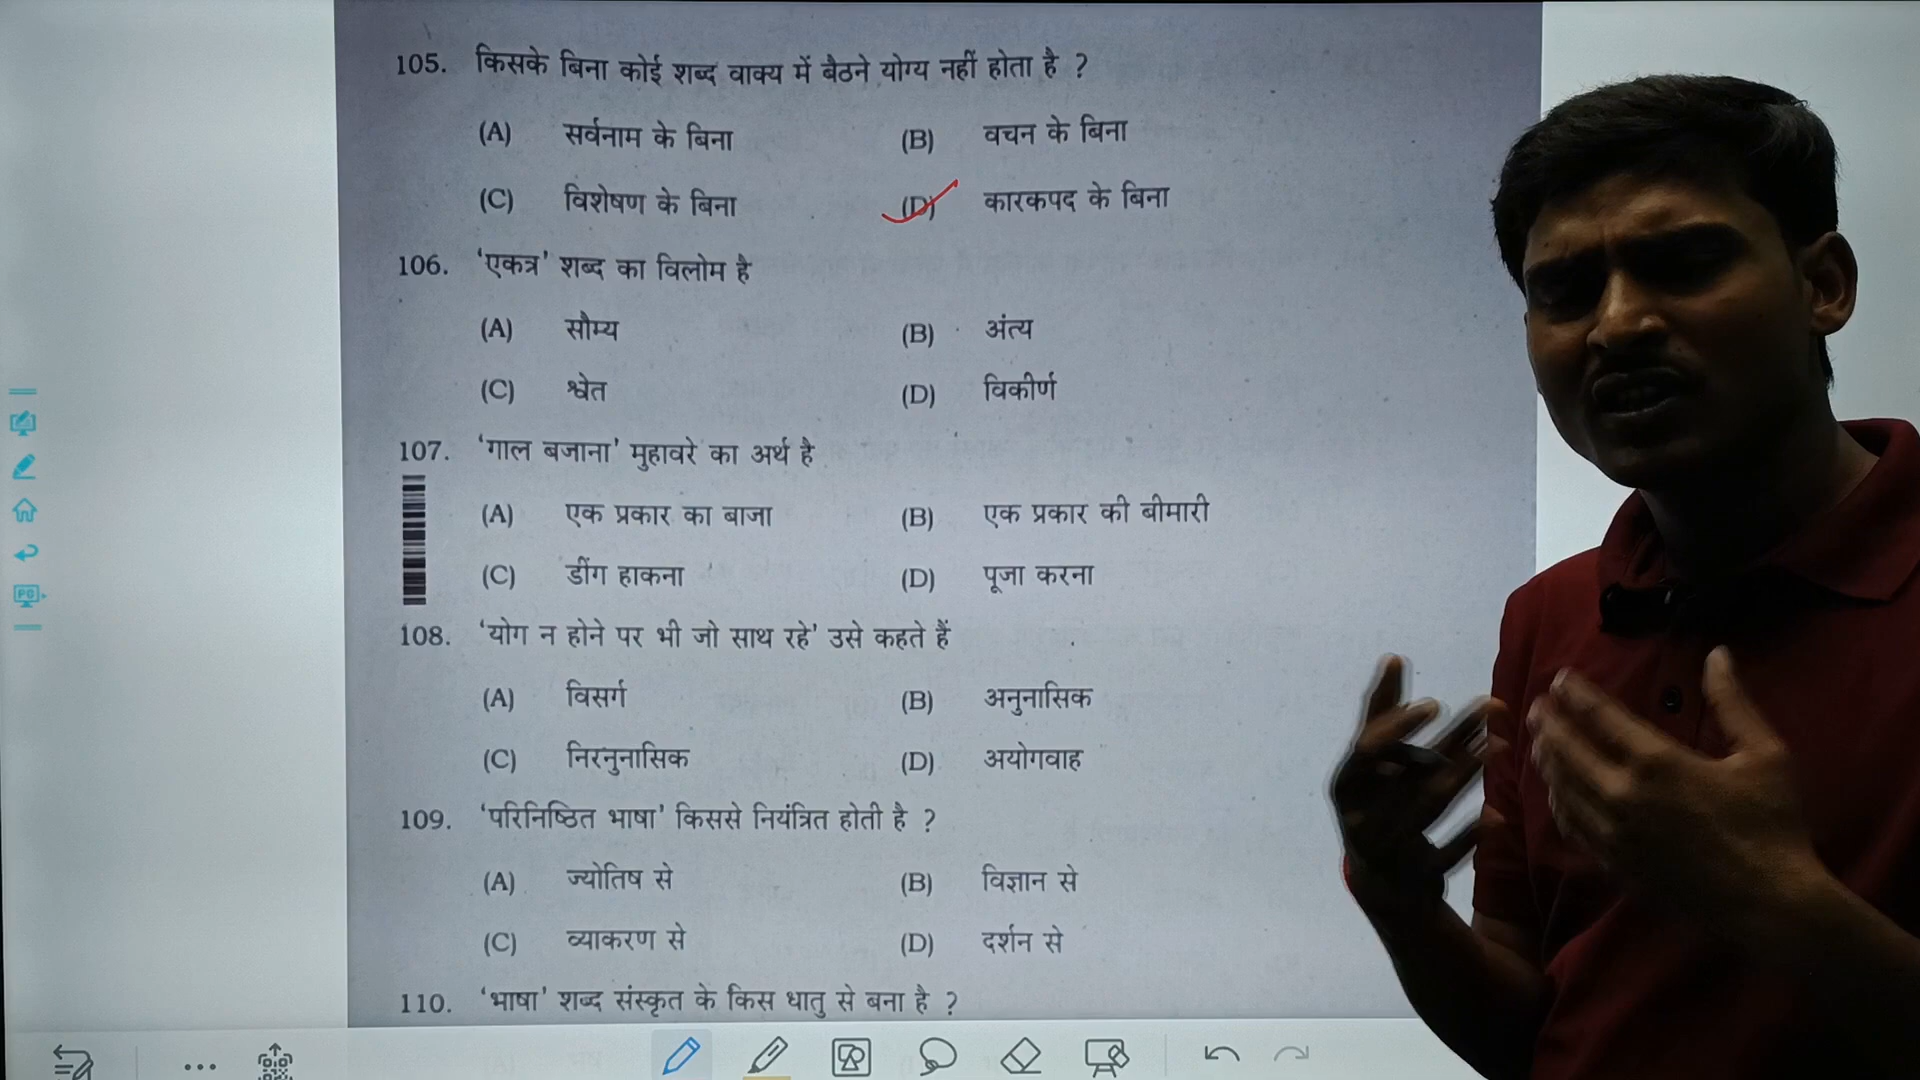 105. किसके बिना कोई शब्द वाक्य में बैठने योग्य नहीं होता है ?
(A) सर्वनाम के बिना (B) वचन के बिना
(C) विशेषण के बिना (D) कारकपद के बिना
106. ‘एकत्र’ शब्द का विलोम है
(A) सौम्य (B) अंत्य
(C) श्वेत (D) विकीर्ण
107. ‘गाल बजाना’ मुहावरे का अर्थ है
(A) एक प्रकार का बाजा (B) एक प्रकार की बीमारी
(C) डींग हाकना (D) पूजा करना
108. ‘योग न होने पर भी जो साथ रहे’ उसे कहते हैं
(A) विसर्ग (B) अनुनासिक
(C) निरनुनासिक (D) अयोगवाह
109. ‘परिनिष्ठित भाषा’ किससे नियंत्रित होती है ?
(A) ज्योतिष से (B) विज्ञान से
(C) व्याकरण से (D) दर्शन से
110. ‘भाषा’ शब्द संस्कृत के किस धातु से बना है ?